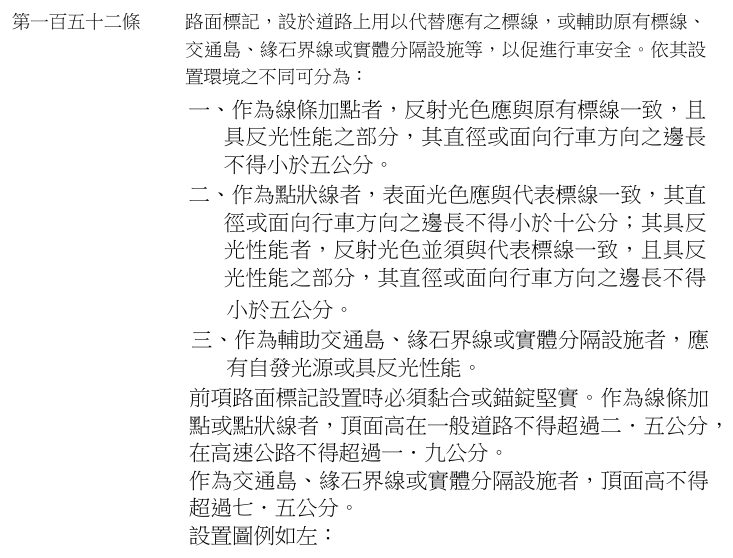 第一百五十二條 路面標記，設於道路上用以代替應有之標線，或輔助原有標線、
交通島、緣石界線或實體分隔設施等，以促進行車安全。依其設
置環境之不同可分為：
一、作為線條加點者，反射光色應與原有標線一致，且
具反光性能之部分，其直徑或面向行車方向之邊長
不得小於五公分。
二、作為點狀線者，表面光色應與代表標線一致，其直
徑或面向行車方向之邊長不得小於十公分；其具反
光性能者，反射光色並須與代表標線一致，且具反
光性能之部分，其直徑或面向行車方向之邊長不得
小於五公分。
三、作為輔助交通島、緣石界線或實體分隔設施者，應
有自發光源或具反光性能。
前項路面標記設置時必須黏合或錨錠堅實。作為線條加
點或點狀線者，頂面高在一般道路不得超過二．五公分，
在高速公路不得超過一．九公分。
作為交通島、緣石界線或實體分隔設施者，頂面高不得
超過七．五公分。
設置圖例如左：